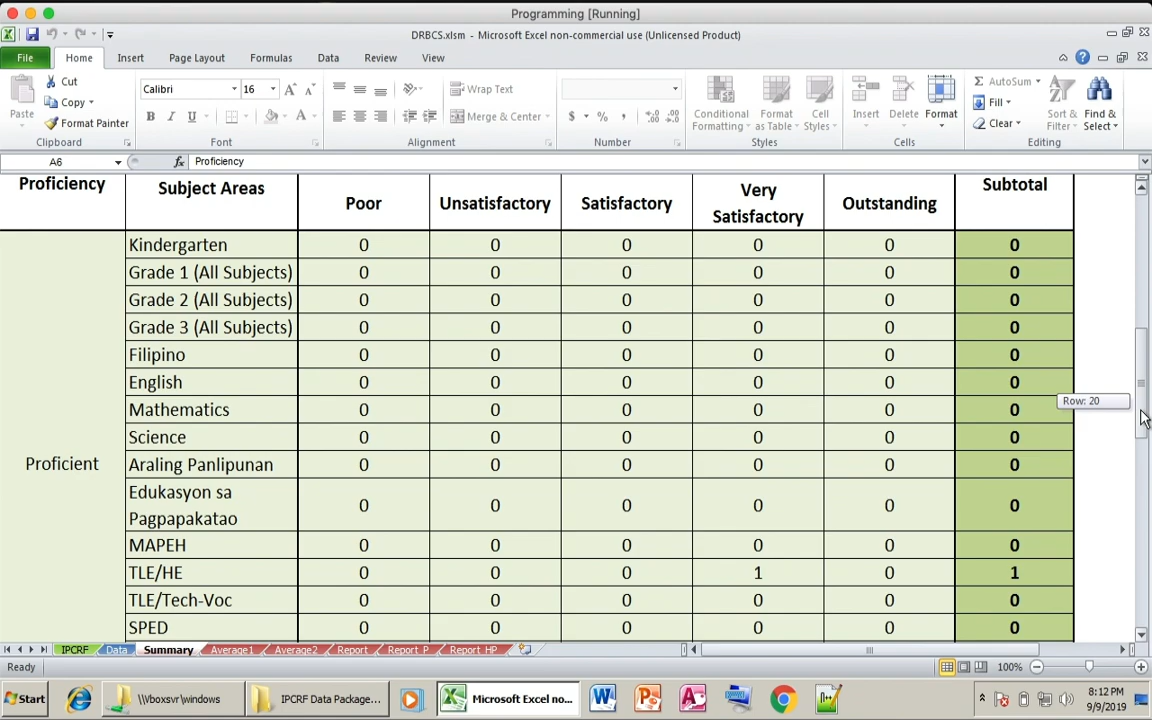 Programming [Running]
DRBCS.xlsm - Microsoft Excel non-commercial use (Unlicensed Product)
File Home Insert Page Layout Formulas Data Review View
Cut
Copy
Format Painter
Paste
Clipboard
Calibri 16
Font
Wrap Text
Merge & Center
Alignment
Number
Conditional Formatting
Format as Table
Cell Styles
Styles
Insert Delete Format
Cells
AutoSum
Fill
Clear
Sort & Filter
Find & Select
Editing
A6 fx Proficiency
Proficiency Subject Areas Poor Unsatisfactory Satisfactory Very Satisfactory Outstanding Subtotal
Kindergarten 0 0 0 0 0 0
Grade 1 (All Subjects) 0 0 0 0 0 0
Grade 2 (All Subjects) 0 0 0 0 0 0
Grade 3 (All Subjects) 0 0 0 0 0 0
Filipino 0 0 0 0 0 0
English 0 0 0 0 0 0
Row: 20
Mathematics 0 0 0 0 0 0
Science 0 0 0 0 0 0
Proficient Araling Panlipunan 0 0 0 0 0 0
Edukasyon sa
Pagpapakatao 0 0 0 0 0 0
MAPEH 0 0 0 0 0 0
TLE/HE 0 0 0 1 0 1
TLE/Tech-Voc 0 0 0 0 0 0
SPED 0 0 0 0 0 0
IPCRF Data Summary Average1 Average2 Report Report P Report HP
Ready 100%
Start \\Vboxsvr\windows IPCRF Data Package... Microsoft Excel no... 8:12 PM
9/9/2019